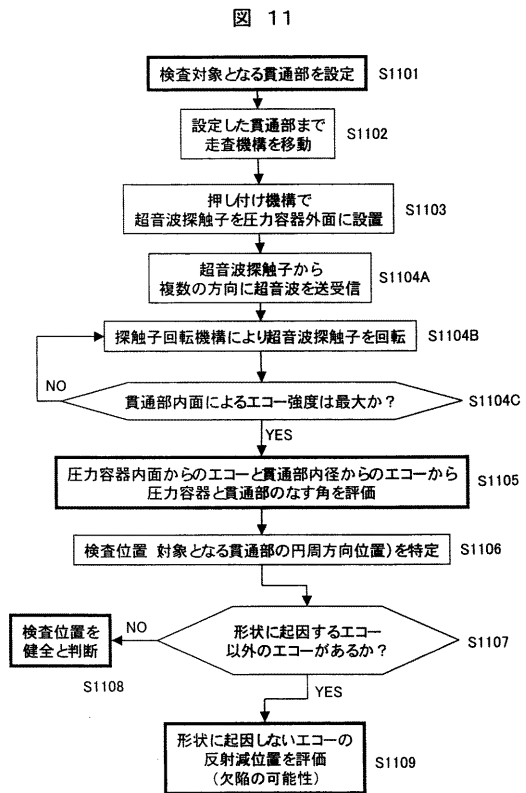 図 11
検査対象となる貫通部を設定
S1101
設定した貫通部まで
走査機構を移動
S1102
押し付け機構で
超音波探触子を圧力容器外面に設置
S1103
超音波探触子から
複数の方向に超音波を送受信
S1104A
探触子回転機構により超音波探触子を回転
S1104B
NO
貫通部内面によるエコー強度は最大か？
S1104C
YES
圧力容器内面からのエコーと貫通部内径からのエコーから
圧力容器と貫通部のなす角を評価
S1105
検査位置 対象となる貫通部の円周方向位置)を特定
S1106
形状に起因するエコー
以外のエコーがあるか？
S1107
NO
検査位置を
健全と判断
S1108
YES
形状に起因しないエコーの
反射減位置を評価
(欠陥の可能性)
S1109